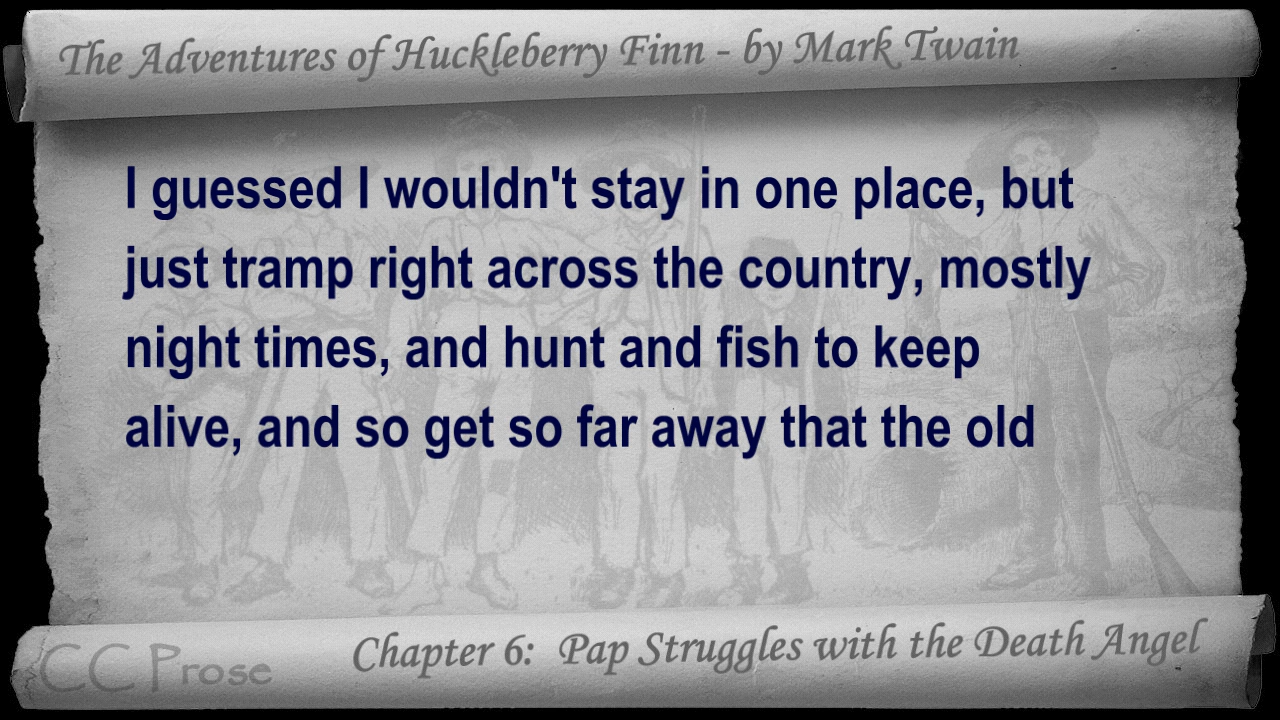 The Adventures of Huckleberry Finn - by Mark Twain
I guessed I wouldn't stay in one place, but
just tramp right across the country, mostly
night times, and hunt and fish to keep
alive, and so get so far away that the old
CC Prose
Chapter 6: Pap Struggles with the Death Angel